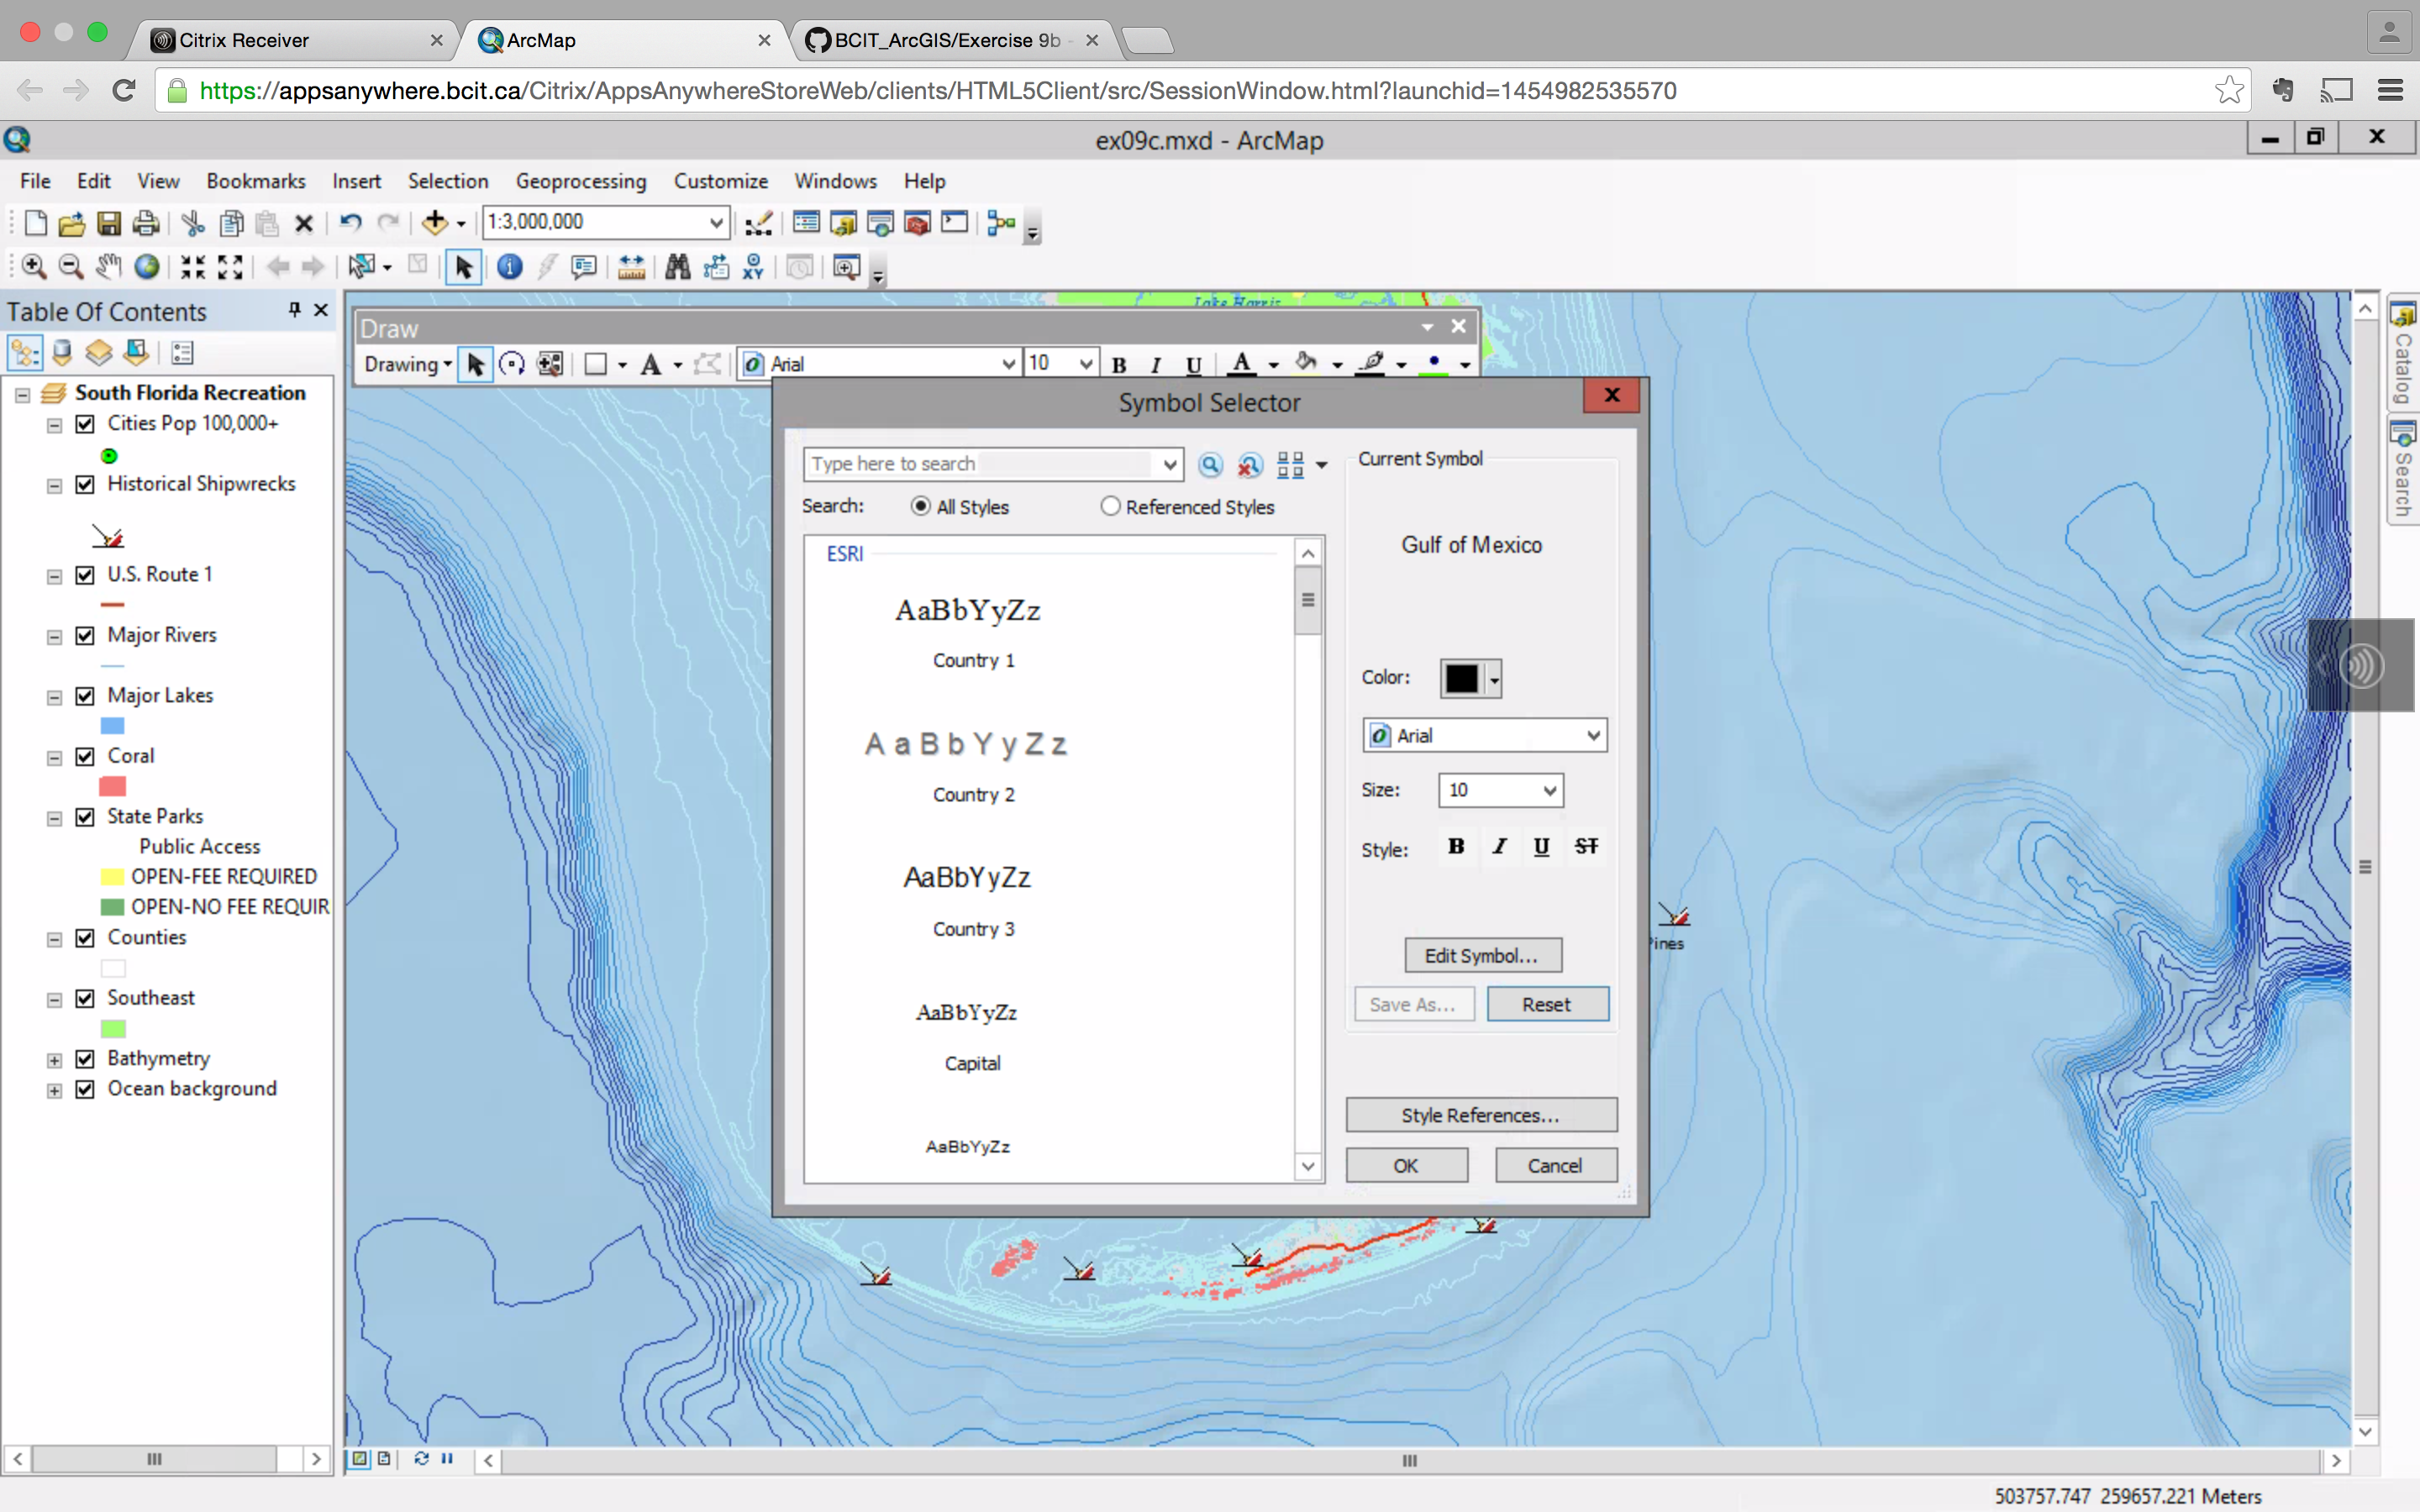 Citrix Receiver
ArcMap
BCIT_ArcGIS/Exercise 9b -
https://appsanywhere.bcit.ca/Citrix/AppsAnywhereStoreWeb/clients/HTML5Client/src/SessionWindow.html?launchid=1454982535570
ex09c.mxd - ArcMap
File Edit View Bookmarks Insert Selection Geoprocessing Customize Windows Help
1:3,000,000
XY
Table Of Contents
South Florida Recreation
Cities Pop 100,000+
Historical Shipwrecks
U.S. Route 1
Major Rivers
Major Lakes
Coral
State Parks
Public Access
OPEN-FEE REQUIRED
OPEN-NO FEE REQUIR
Counties
Southeast
Bathymetry
Ocean background
Lake Harris
Draw
Drawing A Arial 10 B I U A
Symbol Selector
Type here to search
Search: All Styles Referenced Styles
ESRI
AaBbYyZz
Country 1
AaBbYyZz
Country 2
AaBbYyZz
Country 3
AaBbYyZz
Capital
AaBbYyZz
Current Symbol
Gulf of Mexico
Color:
Arial
Size: 10
Style: B I U ST
Edit Symbol...
Save As... Reset
Style References...
OK Cancel
Pines
Catalog
Search
503757.747 259657.221 Meters